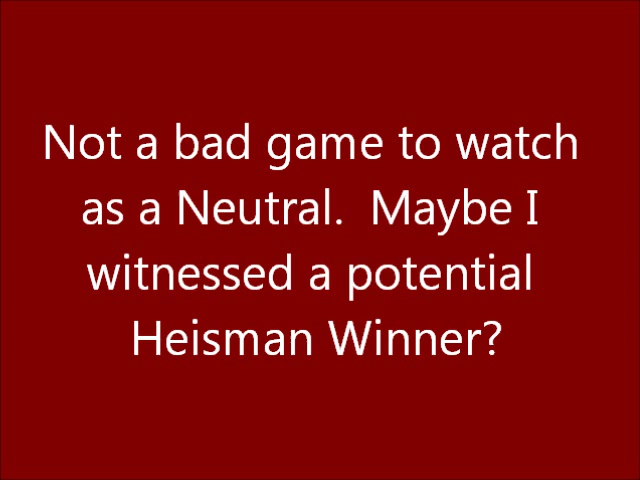 Not a bad game to watch
as a Neutral.  Maybe I
witnessed a potential
Heisman Winner?